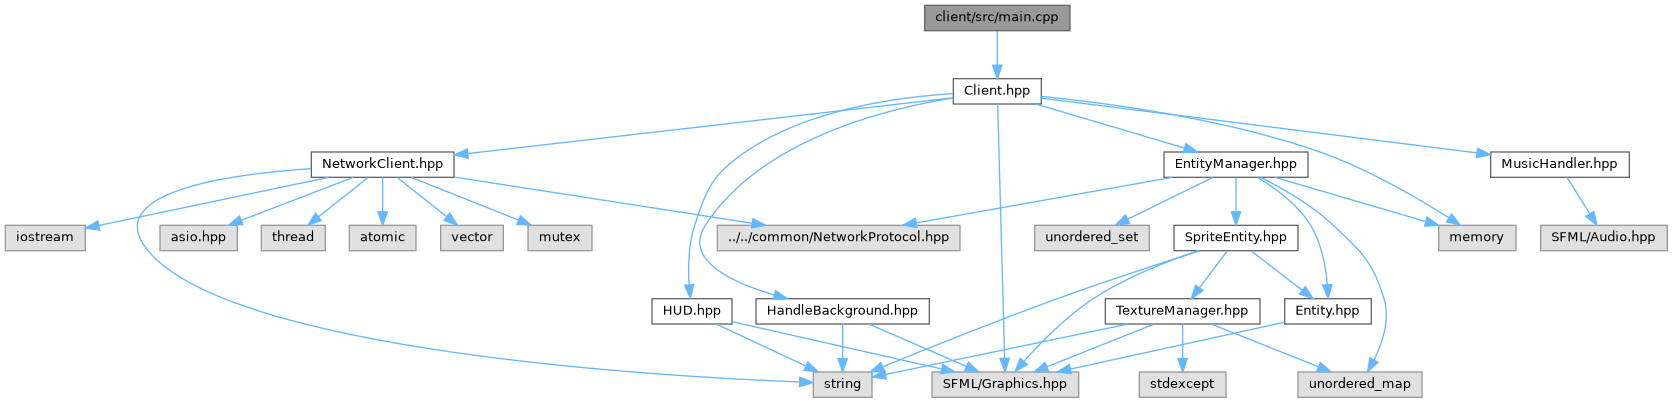 client/src/main.cpp
Client.hpp
NetworkClient.hpp
EntityManager.hpp
MusicHandler.hpp
iostream
asio.hpp
thread
atomic
vector
mutex
../../common/NetworkProtocol.hpp
unordered_set
SpriteEntity.hpp
memory
SFML/Audio.hpp
HUD.hpp
HandleBackground.hpp
TextureManager.hpp
Entity.hpp
string
SFML/Graphics.hpp
stdexcept
unordered_map